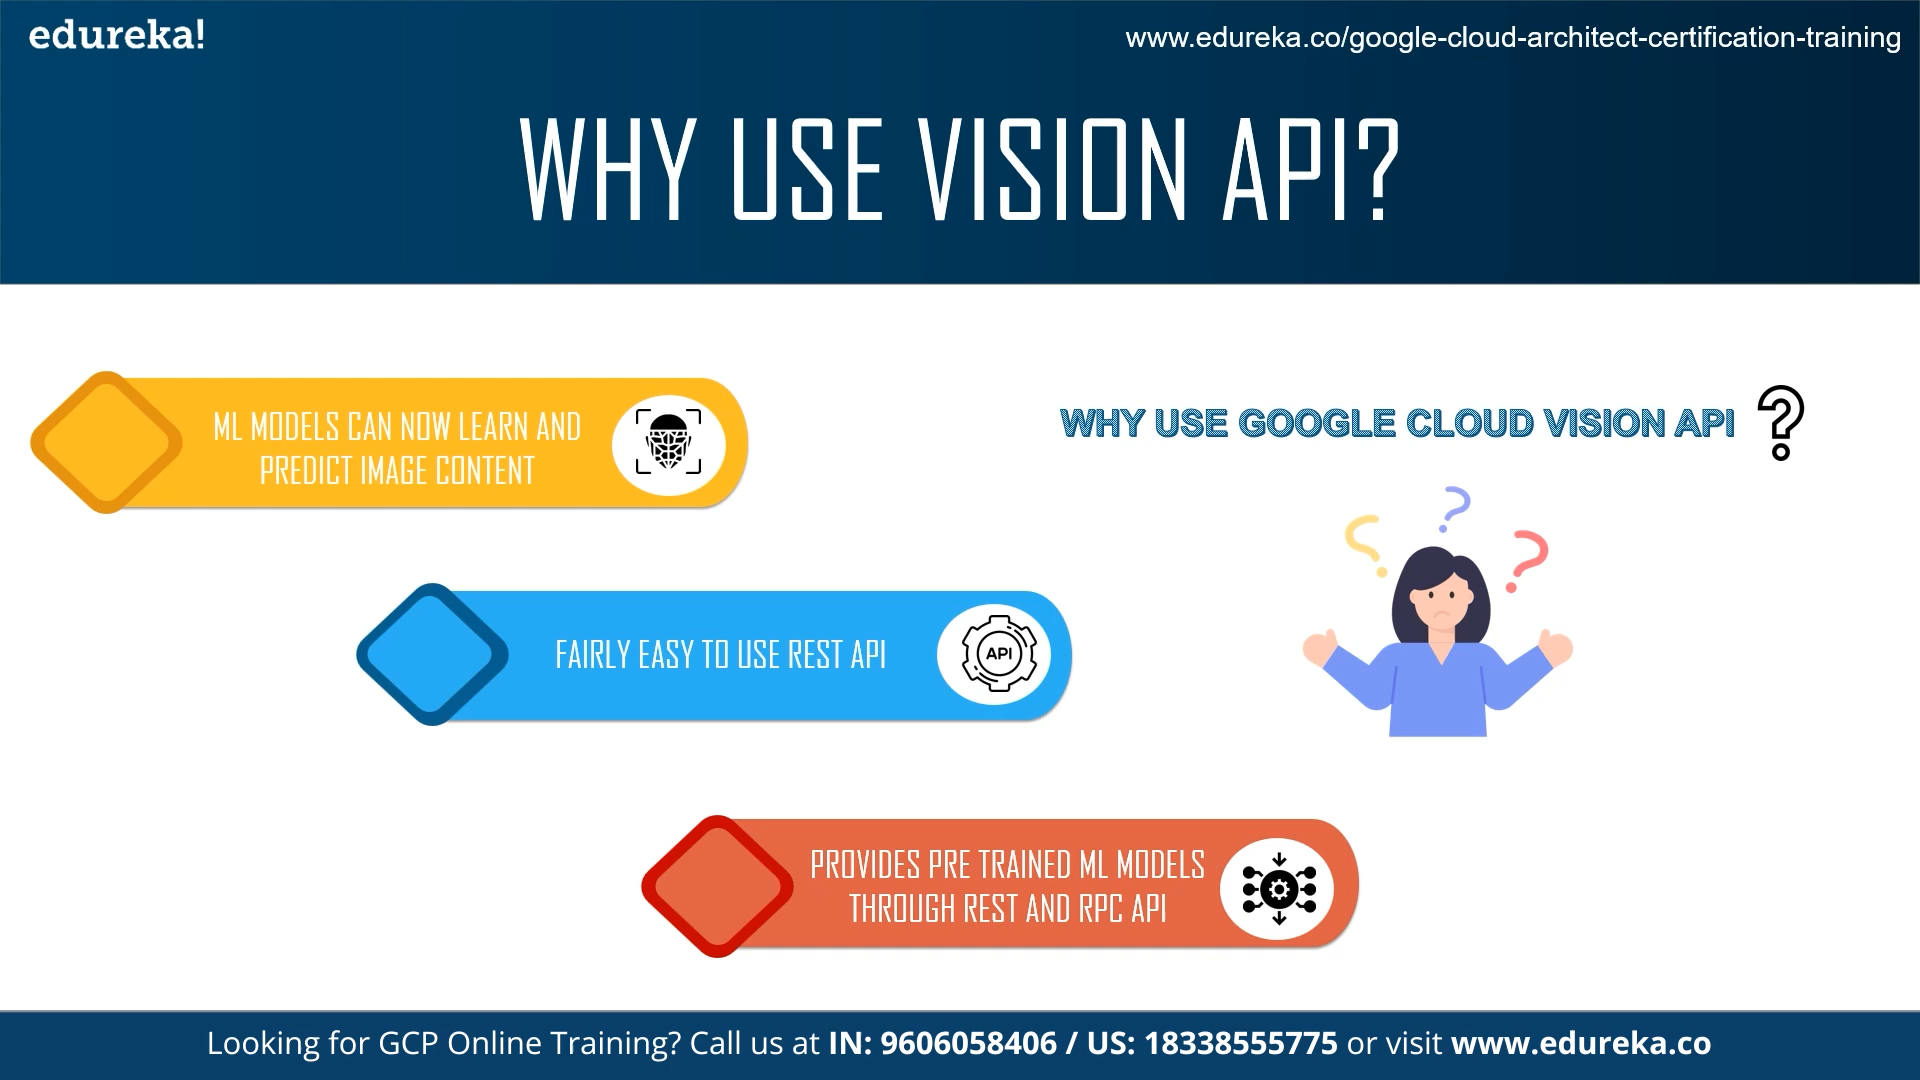 edureka!
www.edureka.co/google-cloud-architect-certification-training
WHY USE VISION API?
ML MODELS CAN NOW LEARN AND
PREDICT IMAGE CONTENT
WHY USE GOOGLE CLOUD VISION API ?
FAIRLY EASY TO USE REST API
API
PROVIDES PRE TRAINED ML MODELS
THROUGH REST AND RPC API
Looking for GCP Online Training? Call us at IN: 9606058406 / US: 18338555775 or visit www.edureka.co